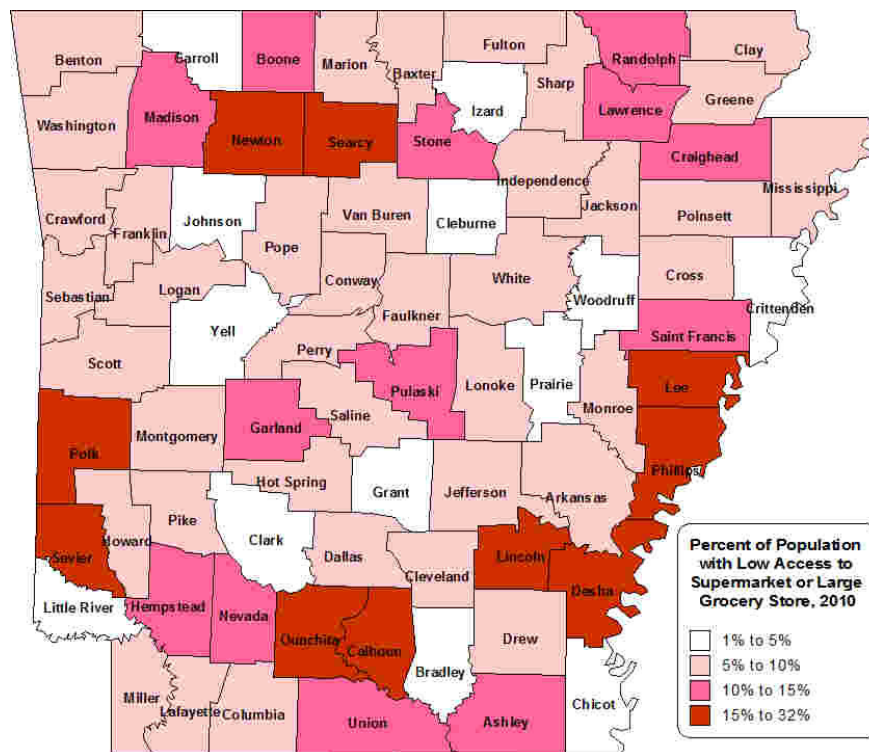 Benton
Carroll
Boone
Marion
Baxter
Fulton
Sharp
Randolph
Clay
Washington
Madison
Newton
Searcy
Stone
Izard
Lawrence
Greene
Crawford
Franklin
Johnson
Pope
Van Buren
Cleburne
Independence
Jackson
Craighead
Mississippi
Poinsett
Sebastian
Logan
Conway
Faulkner
White
Woodruff
Cross
Crittenden
Scott
Yell
Perry
Saint Francis
Polk
Montgomery
Garland
Saline
Pulaski
Lonoke
Prairie
Monroe
Lee
Phillips
Hot Spring
Grant
Jefferson
Arkansas
Sevier
Howard
Pike
Clark
Dallas
Cleveland
Lincoln
Desha
Little River
Hempstead
Nevada
Ouachita
Calhoun
Bradley
Drew
Chicot
Miller
Lafayette
Columbia
Union
Ashley
Percent of Population
with Low Access to
Supermarket or Large
Grocery Store, 2010
1% to 5%
5% to 10%
10% to 15%
15% to 32%